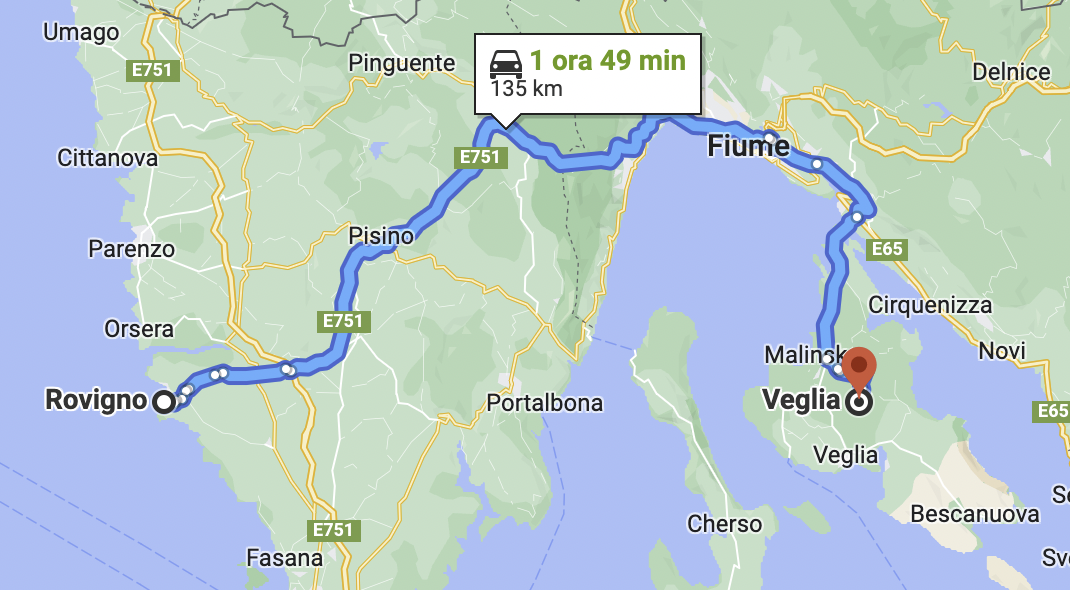 Umago
Pinguente
1 ora 49 min
135 km
E751
Delnice
Fiume
Cittanova
E751
Pisino
Parenzo
E65
Cirquenizza
Orsera
E751
Malinsk
Novi
Rovigno
Portalbona
Veglia
E65
Veglia
Cherso
Bescanuova
E751
Fasana